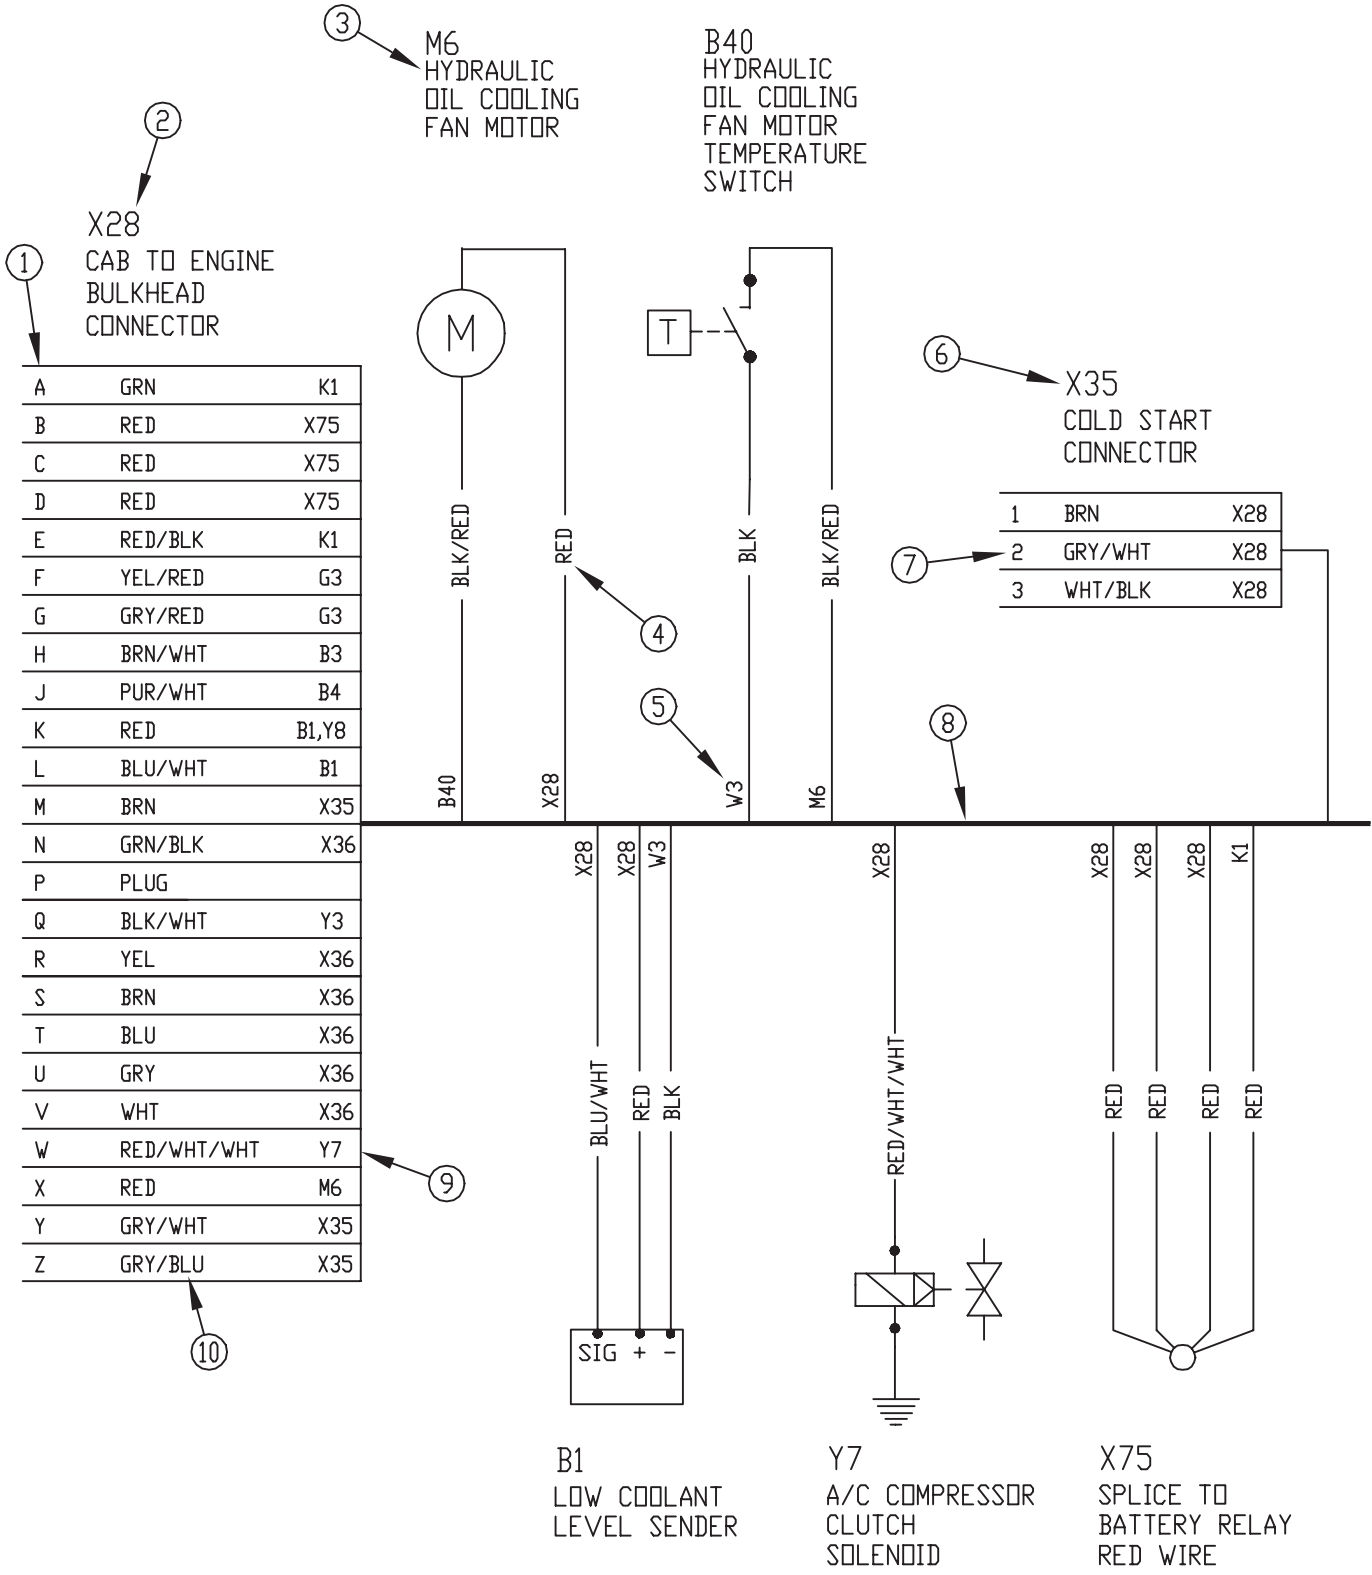 3
M6
HYDRAULIC
OIL COOLING
FAN MOTOR
B40
HYDRAULIC
OIL COOLING
FAN MOTOR
TEMPERATURE
SWITCH
2
X28
CAB TO ENGINE
BULKHEAD
CONNECTOR
1
A GRN K1
B RED X75
C RED X75
D RED X75
E RED/BLK K1
F YEL/RED G3
G GRY/RED G3
H BRN/WHT B3
J PUR/WHT B4
K RED B1,Y8
L BLU/WHT B1
M BRN X35
N GRN/BLK X36
P PLUG
Q BLK/WHT Y3
R YEL X36
S BRN X36
T BLU X36
U GRY X36
V WHT X36
W RED/WHT/WHT Y7
X RED M6
Y GRY/WHT X35
Z GRY/BLU X35
9
10
M
T
BLK/RED
RED
BLK
BLK/RED
4
5
B40
X28
W3
M6
6
X35
COLD START
CONNECTOR
1 BRN X28
2 GRY/WHT X28
3 WHT/BLK X28
7
8
X28
X28
W3
X28
X28
X28
X28
K1
BLU/WHT
RED
BLK
RED/WHT/WHT
RED
RED
RED
RED
SIG + -
B1
LOW COOLANT
LEVEL SENDER
Y7
A/C COMPRESSOR
CLUTCH
SOLENOID
X75
SPLICE TO
BATTERY RELAY
RED WIRE